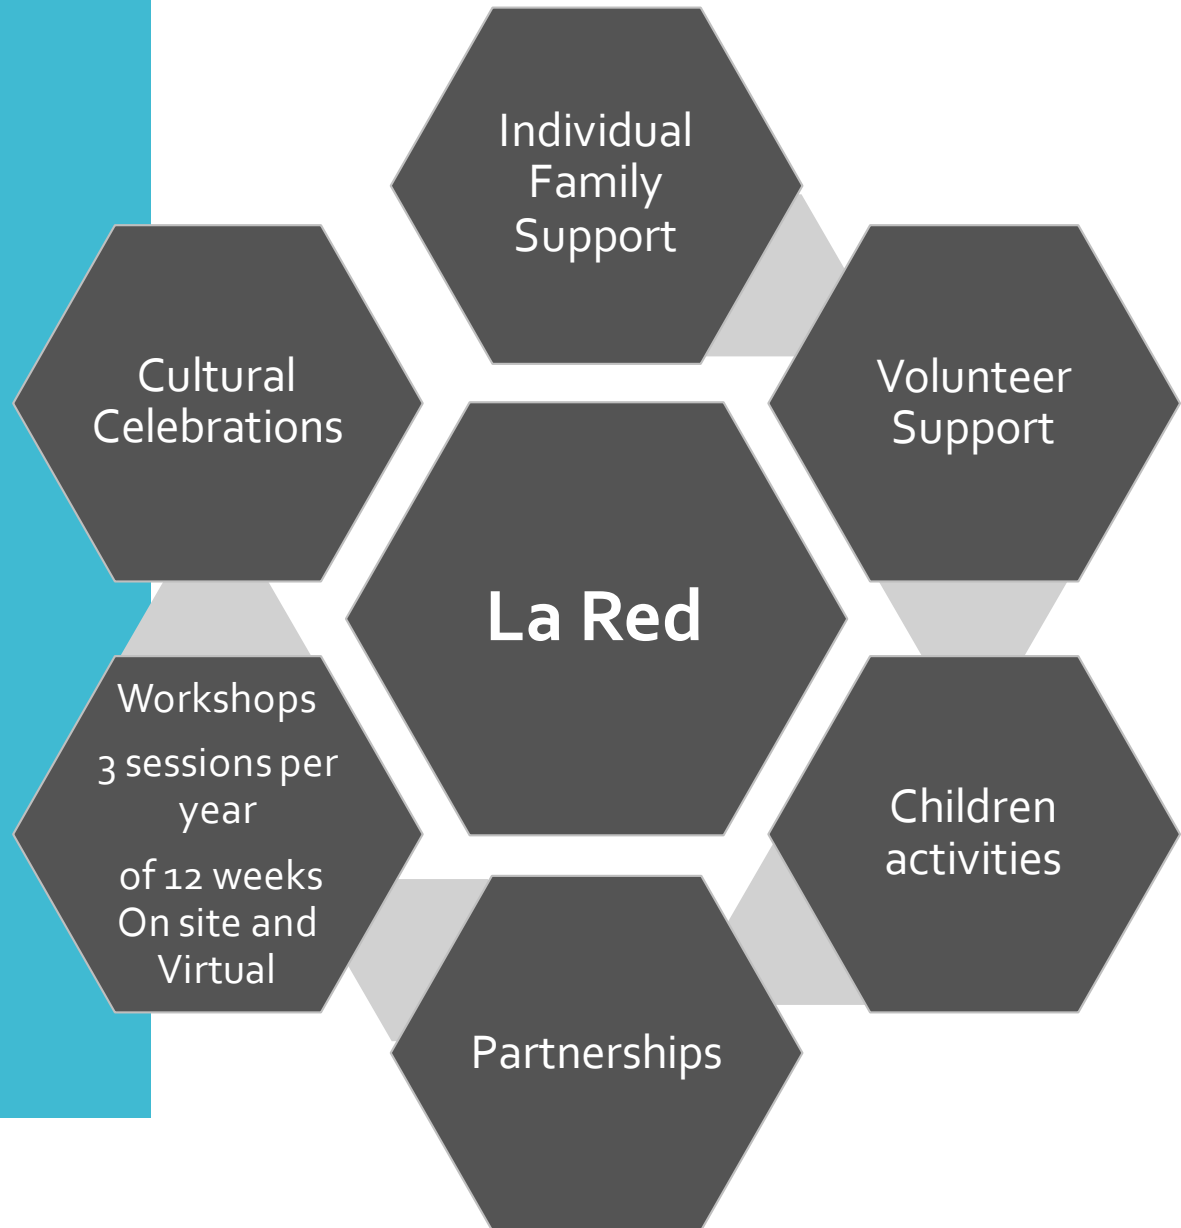 Individual
Family
Support
Volunteer
Support
Children
activities
Partnerships
Workshops
3 sessions per
year
of 12 weeks
On site and
Virtual
Cultural
Celebrations
La Red